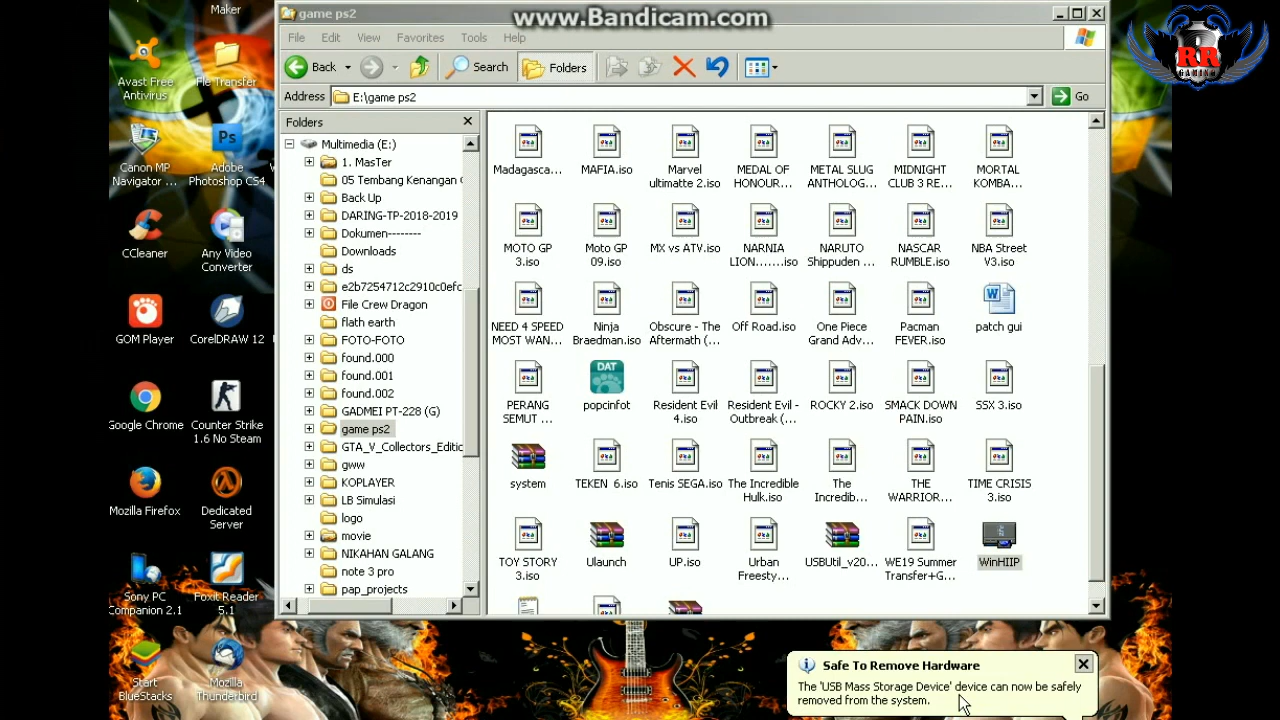 Maker
game ps2
www.Bandicam.com
File Edit View Favorites Tools Help
Back Search Folders
Address E:\game ps2 Go
RR
GAMING
Avast Free
Antivirus
File Transfer
Canon MP
Navigator ...
Adobe
Photoshop CS4
CCleaner
Any Video
Converter
GOM Player
CorelDRAW 12
Google Chrome
Counter Strike
1.6 No Steam
Mozilla Firefox
Dedicated
Server
Sony PC
Companion 2.1
Foxit Reader
5.1
Start
BlueStacks
Mozilla
Thunderbird
Folders
Multimedia (E:)
1. MasTer
05 Tembang Kenangan
Back Up
DARING-TP-2018-2019
Dokumen--------
Downloads
ds
e2b7254712c2910c0efc
File Crew Dragon
flath earth
FOTO-FOTO
found.000
found.001
found.002
GADMEI PT-228 (G)
game ps2
GTA_V_Collectors_Editic
gww
KOPLAYER
LB Simulasi
logo
movie
NIKAHAN GALANG
note 3 pro
pap_projects
Madagasca...
MAFIA.iso
Marvel
ultimatte 2.iso
MEDAL OF
HONOUR...
METAL SLUG
ANTHOLOG...
MIDNIGHT
CLUB 3 RE...
MORTAL
KOMBA...
MOTO GP
3.iso
Moto GP
09.iso
MX vs ATV.iso
NARNIA
LION.......iso
NARUTO
Shippuden ...
NASCAR
RUMBLE.iso
NBA Street
V3.iso
NEED 4 SPEED
MOST WAN...
Ninja
Braedman.iso
Obscure - The
Aftermath (...
Off Road.iso
One Piece
Grand Adv...
Pacman
FEVER.iso
patch gui
PERANG
SEMUT ...
DAT
popcinfot
Resident Evil
4.iso
Resident Evil -
Outbreak (...
ROCKY 2.iso
SMACK DOWN
PAIN.iso
SSX 3.iso
system
TEKEN 6.iso
Tenis SEGA.iso
The Incredible
Hulk.iso
The
Incredib...
THE
WARRIOR...
TIME CRISIS
3.iso
TOY STORY
3.iso
Ulaunch
UP.iso
Urban
Freesty...
USBUtil_v20...
WE19 Summer
Transfer+G...
WinHIIP
Safe To Remove Hardware
The 'USB Mass Storage Device' device can now be safely
removed from the system.